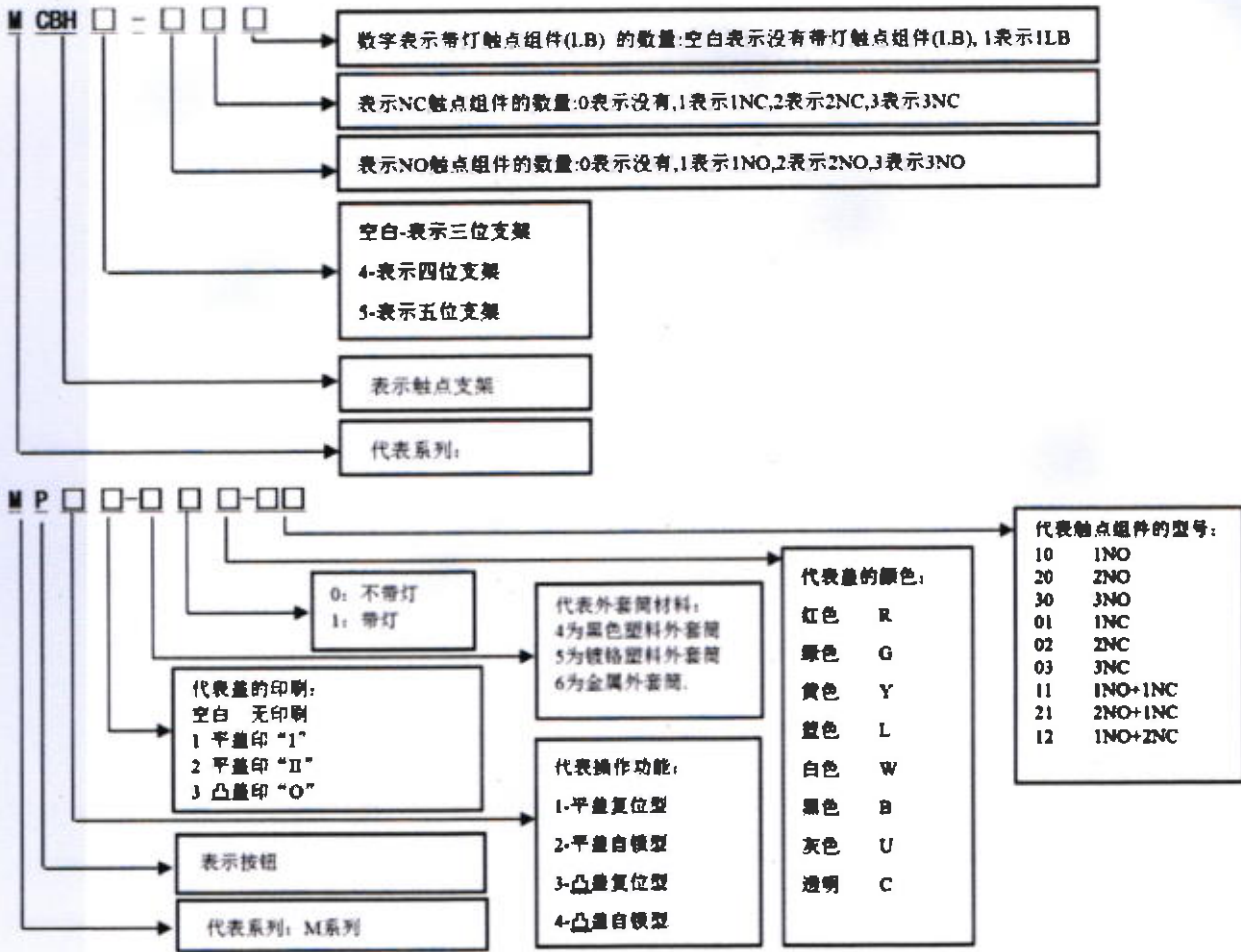 M CBH □ - □ □ □
数字表示带灯触点组件(LB) 的数量:空白表示没有带灯触点组件(LB), 1表示1LB
表示NC触点组件的数量:0表示没有,1表示1NC,2表示2NC,3表示3NC
表示NO触点组件的数量:0表示没有,1表示1NO,2表示2NO,3表示3NO
空白-表示三位支架
4-表示四位支架
5-表示五位支架
表示触点支架
代表系列:
M P □ □-□ □ □-□□
代表触点组件的型号:
10 1NO
20 2NO
30 3NO
01 1NC
02 2NC
03 3NC
11 1NO+1NC
21 2NO+1NC
12 1NO+2NC
代表盖的颜色:
红色 R
绿色 G
黄色 Y
蓝色 L
白色 W
黑色 B
灰色 U
透明 C
0: 不带灯
1: 带灯
代表外套筒材料:
4为黑色塑料外套筒
5为镀铬塑料外套筒
6为金属外套筒.
代表盖的印刷:
空白 无印刷
1 平盖印“I”
2 平盖印“II”
3 凸盖印“O”
代表操作功能:
1-平盖复位型
2-平盖自锁型
3-凸盖复位型
4-凸盖自锁型
表示按钮
代表系列: M系列